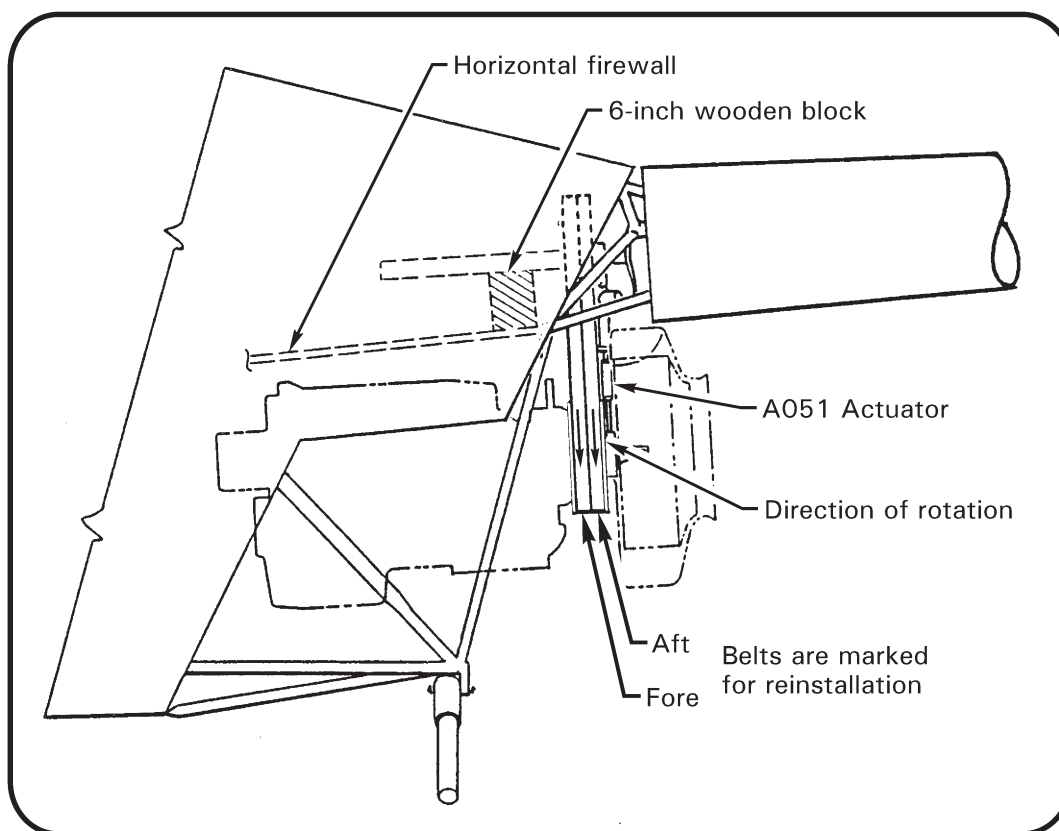 Horizontal firewall
6-inch wooden block
A051 Actuator
Direction of rotation
Aft
Fore
Belts are marked
for reinstallation